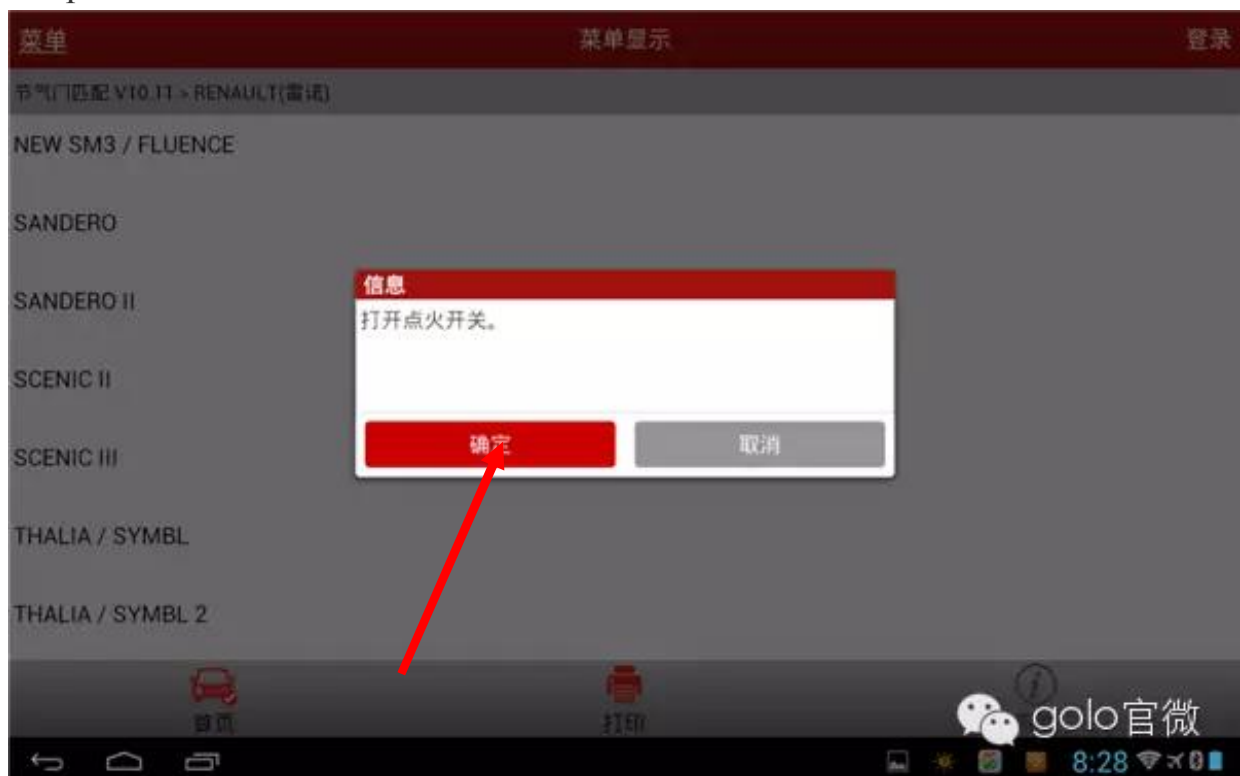 菜单 菜单显示 登录
节气门匹配 V10.11 > RENAULT(雷诺)
NEW SM3 / FLUENCE
SANDERO
SANDERO II
信息
打开点火开关。
SCENIC II
确定 取消
SCENIC III
THALIA / SYMBL
THALIA / SYMBL 2
首页 打印
golo官微
8:28